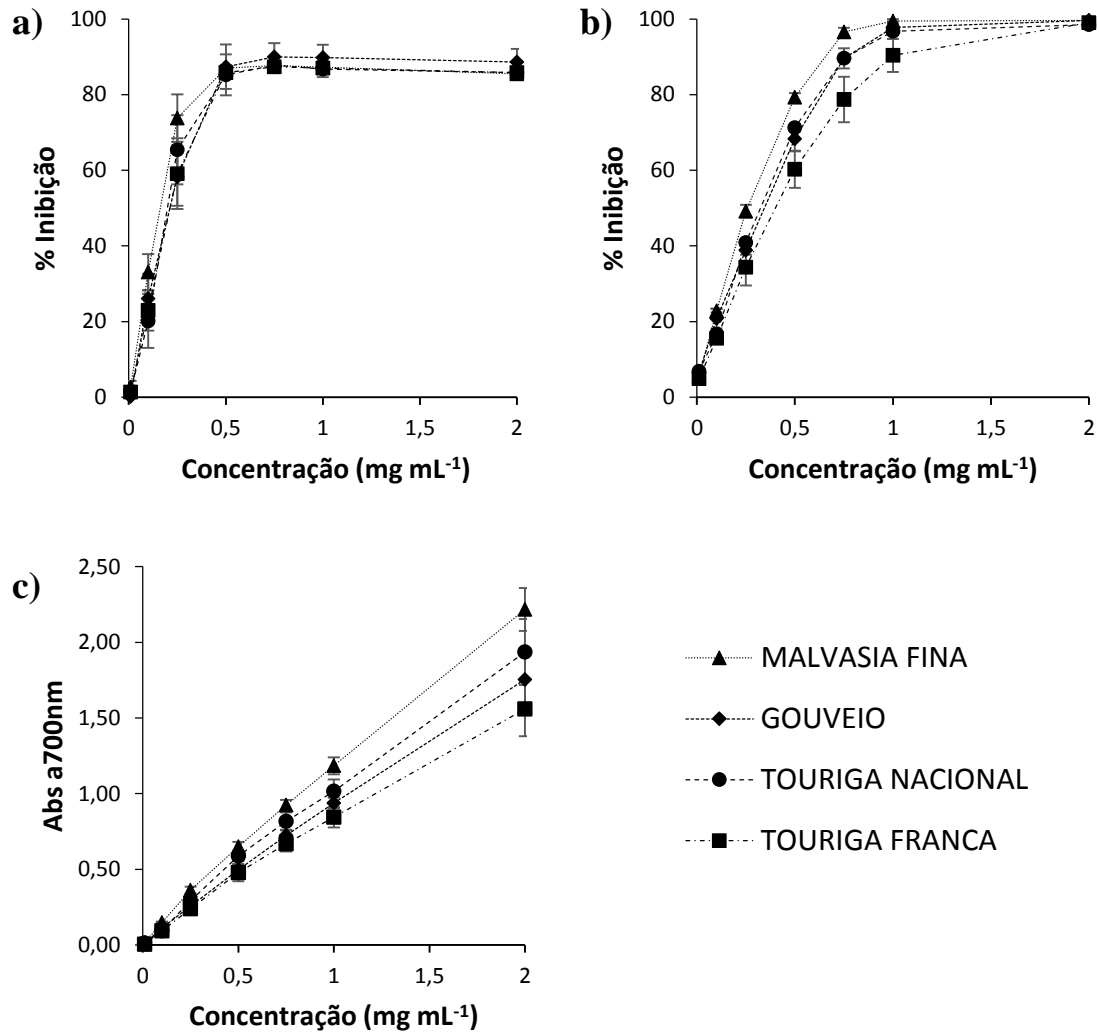 a)
100
80
60
40
20
0
% Inibição
0
0,5
1
1,5
2
Concentração (mg mL-1)
b)
100
80
60
40
20
0
% Inibição
0
0,5
1
1,5
2
Concentração (mg mL-1)
c)
2,50
2,00
1,50
1,00
0,50
0,00
Abs a700nm
0
0,5
1
1,5
2
Concentração (mg mL-1)
MALVASIA FINA
GOUVEIO
TOURIGA NACIONAL
TOURIGA FRANCA